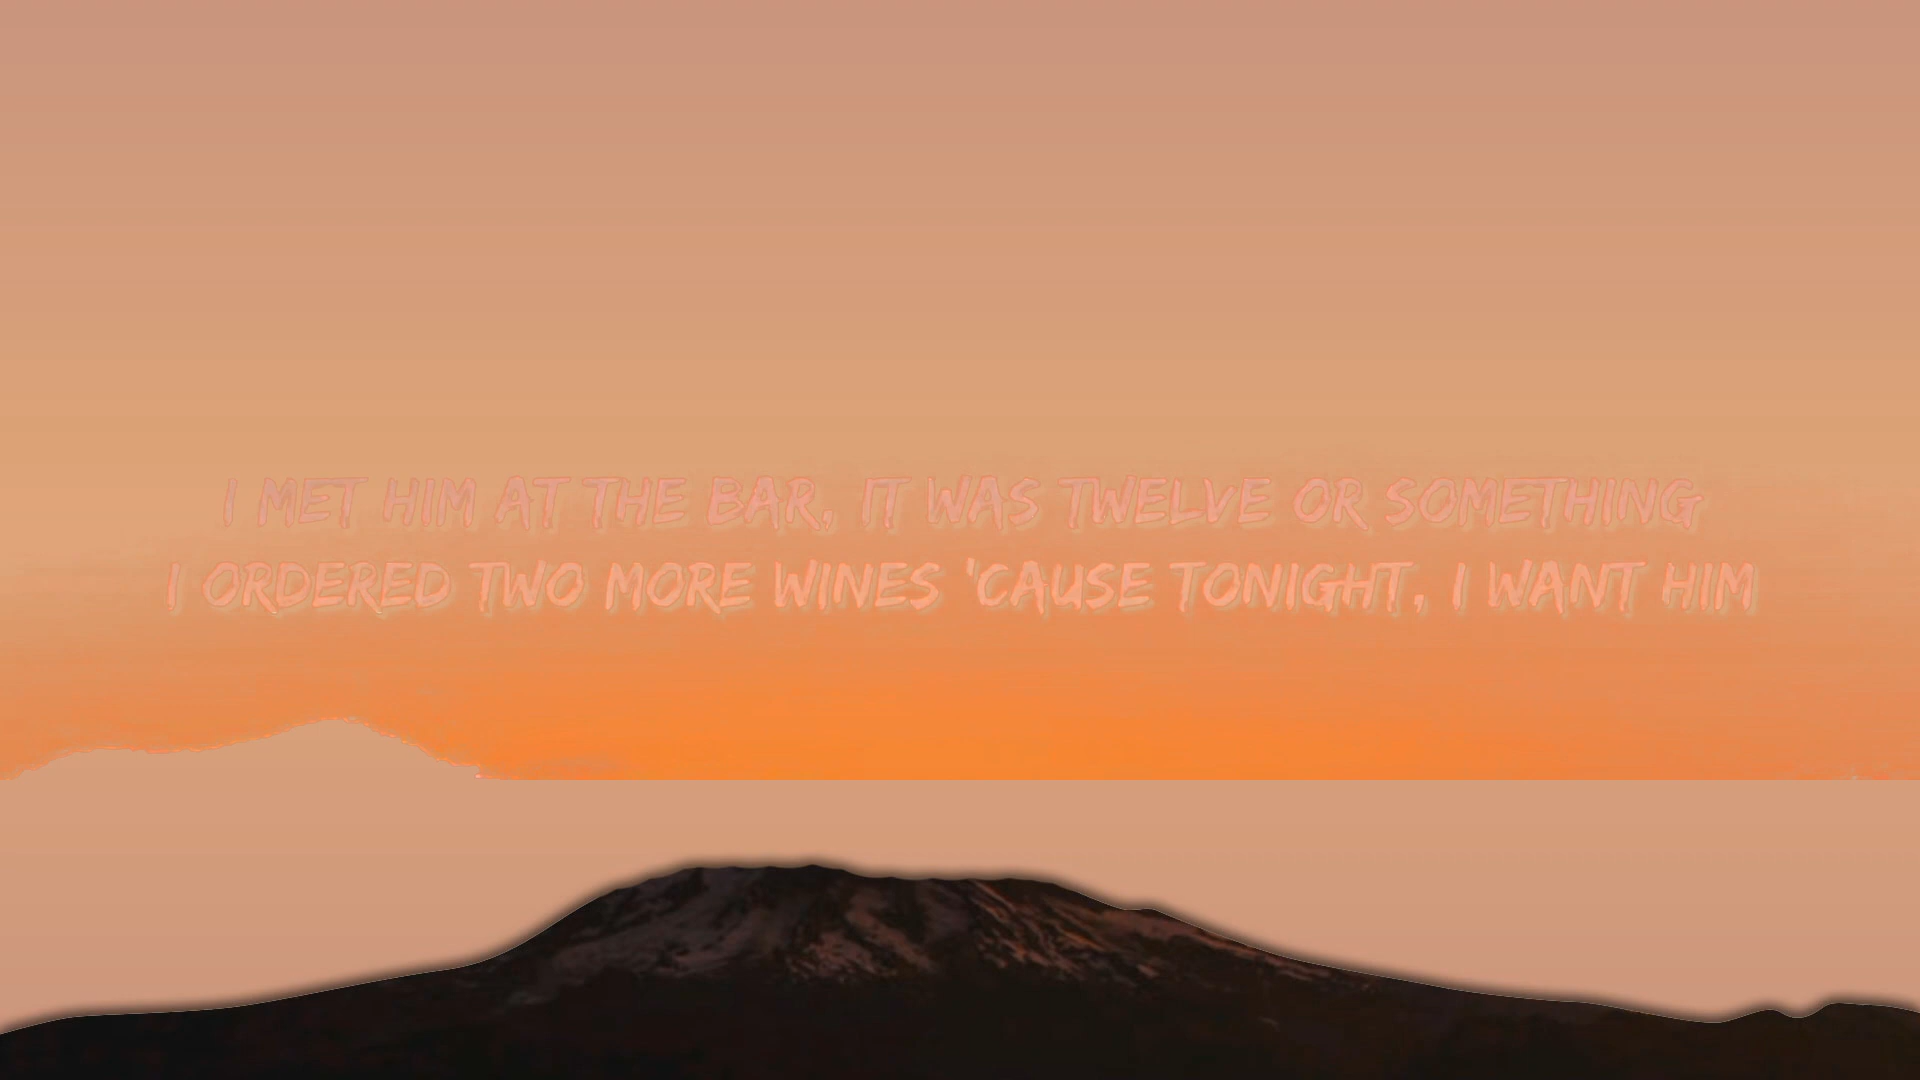 I MET HIM AT THE BAR, IT WAS TWELVE OR SOMETHING
I ORDERED TWO MORE WINES 'CAUSE TONIGHT, I WANT HIM